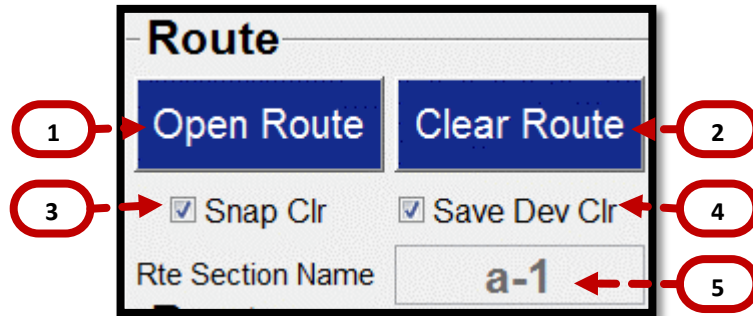 Route
1 Open Route Clear Route 2
3 Snap Clr Save Dev Clr 4
Rte Section Name a-1 5